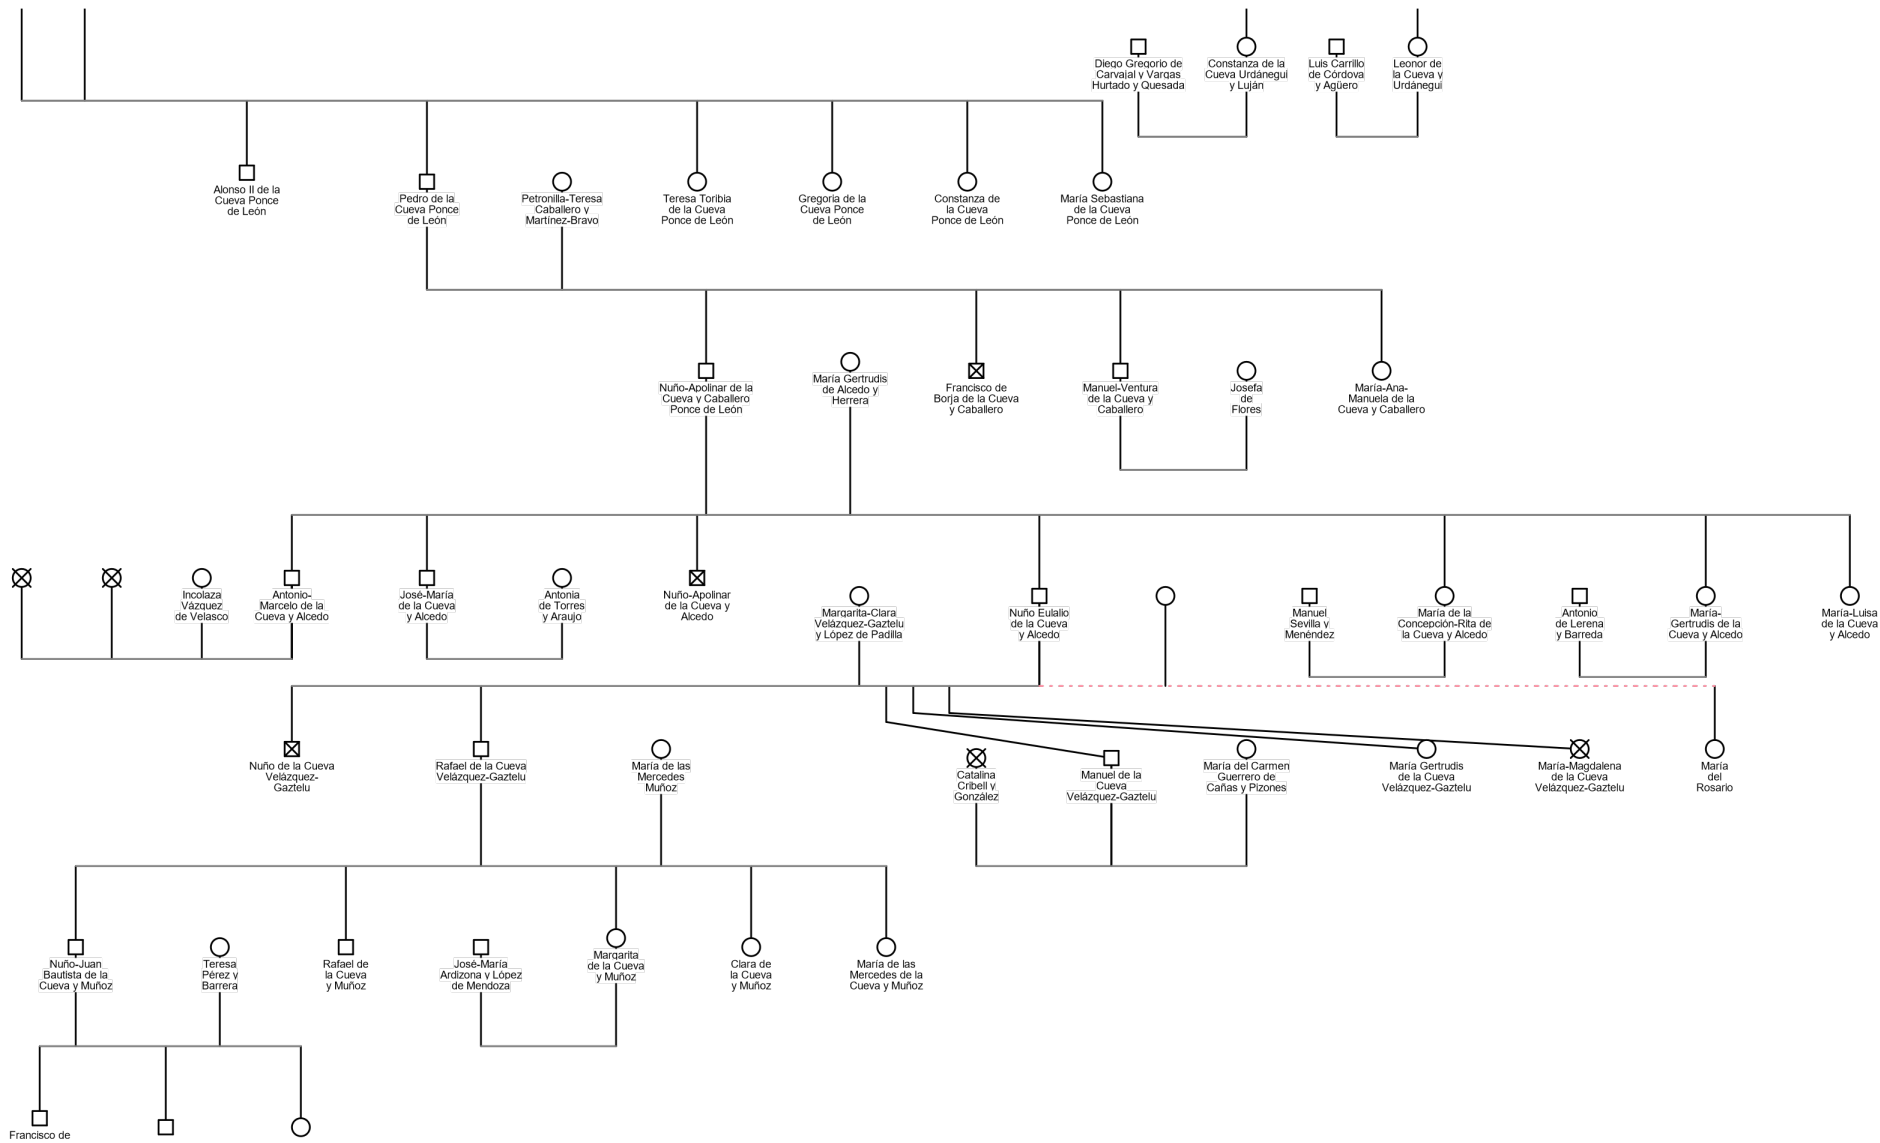 Diego Gregorio de
Carvajal y Vargas
Hurtado y Quesada
Constanza de la
Cueva Urdánegui
y Luján
Luis Carrillo
de Córdova
y Agüero
Leonor de
la Cueva y
Urdánegui
Alonso II de la
Cueva Ponce
de León
Pedro de la
Cueva Ponce
de León
Petronilla-Teresa
Caballero y
Martínez-Bravo
Teresa Toribia
de la Cueva
Ponce de León
Gregoria de la
Cueva Ponce
de León
Constanza de
la Cueva
Ponce de León
María Sebastiana
de la Cueva
Ponce de León
Nuño-Apolinar de la
Cueva y Caballero
Ponce de León
María Gertrudis
de Alcedo y
Herrera
Francisco de
Borja de la Cueva
y Caballero
Manuel-Ventura
de la Cueva y
Caballero
Josefa
de
Flores
María-Ana-
Manuela de la
Cueva y Caballero
Incolaza
Vázquez
de Velasco
Antonio-
Marcelo de la
Cueva y Alcedo
José-María
de la Cueva
y Alcedo
Antonia
de Torres
y Araujo
Nuño-Apolinar
de la Cueva y
Alcedo
Margarita-Clara
Velázquez-Gaztelu
y López de Padilla
Nuño Eulalio
de la Cueva
y Alcedo
Manuel
Sevilla y
Menéndez
María de la
Concepción-Rita de
la Cueva y Alcedo
Antonio
de Lerena
y Barreda
María-
Gertrudis de la
Cueva y Alcedo
María-Luisa
de la Cueva
y Alcedo
Nuño de la Cueva
Velázquez-
Gaztelu
Rafael de la Cueva
Velázquez-Gaztelu
María de las
Mercedes
Muñoz
Catalina
Cribell y
González
Manuel de la
Cueva
Velázquez-Gaztelu
María del Carmen
Guerrero de
Cañas y Pizones
María Gertrudis
de la Cueva
Velázquez-Gaztelu
María-Magdalena
de la Cueva
Velázquez-Gaztelu
María
del
Rosario
Nuño-Juan
Bautista de la
Cueva y Muñoz
Teresa
Pérez y
Barrera
Rafael de
la Cueva
y Muñoz
José-María
Ardizona y López
de Mendoza
Margarita
de la Cueva
y Muñoz
Clara de
la Cueva
y Muñoz
María de las
Mercedes de la
Cueva y Muñoz
Francisco de